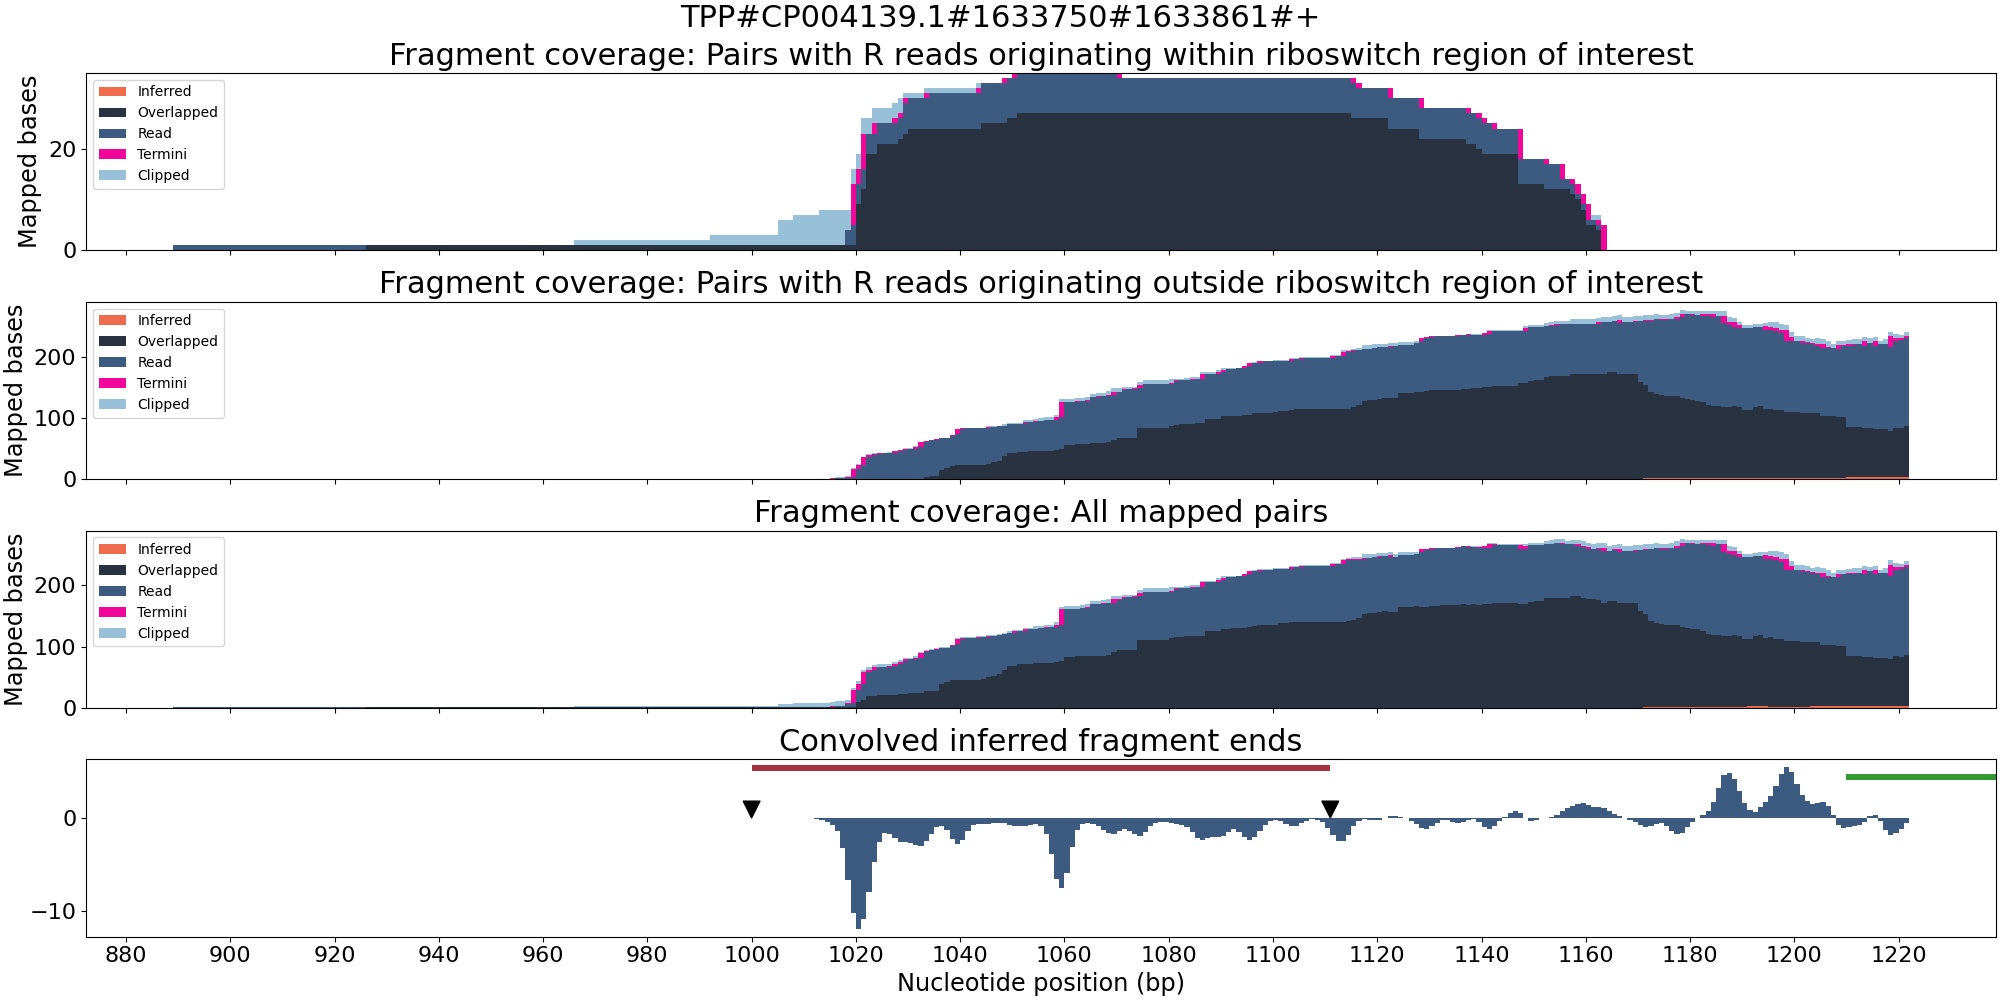 TPP#CP004139.1#1633750#1633861#+
Fragment coverage: Pairs with R reads originating within riboswitch region of interest
Mapped bases
20
0
Inferred
Overlapped
Read
Termini
Clipped
Fragment coverage: Pairs with R reads originating outside riboswitch region of interest
Mapped bases
200
100
0
Inferred
Overlapped
Read
Termini
Clipped
Fragment coverage: All mapped pairs
Mapped bases
200
100
0
Inferred
Overlapped
Read
Termini
Clipped
Convolved inferred fragment ends
0
−10
880 900 920 940 960 980 1000 1020 1040 1060 1080 1100 1120 1140 1160 1180 1200 1220
Nucleotide position (bp)